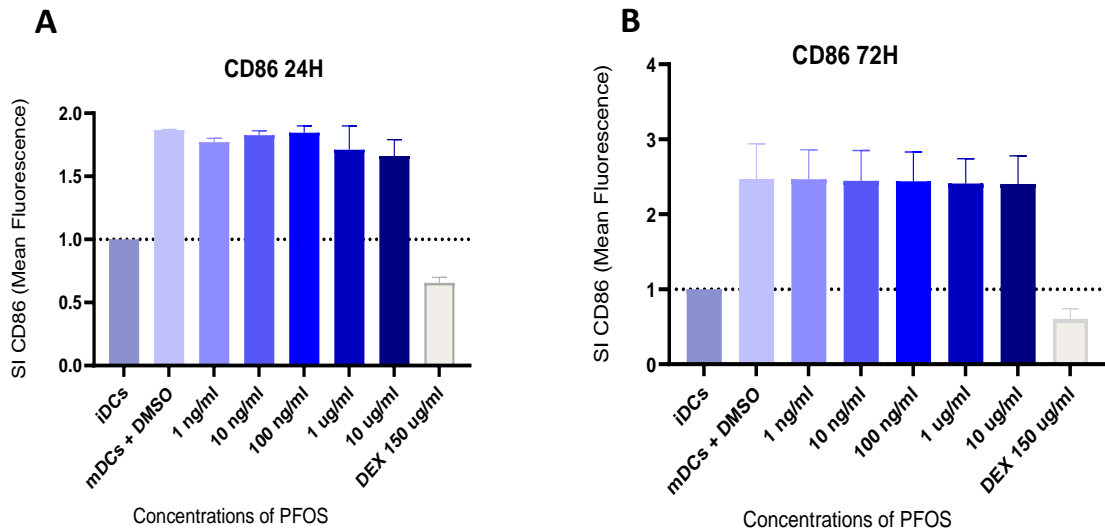 A
CD86 24H
SI CD86 (Mean Fluorescence)
2.0
1.5
1.0
0.5
0.0
iDCs
mDCs + DMSO
1 ng/ml
10 ng/ml
100 ng/ml
1 ug/ml
10 ug/ml
DEX 150 ug/ml
Concentrations of PFOS
B
CD86 72H
SI CD86 (Mean Fluorescence)
4
3
2
1
0
iDCs
mDCs + DMSO
1 ng/ml
10 ng/ml
100 ng/ml
1 ug/ml
10 ug/ml
DEX 150 ug/ml
Concentrations of PFOS